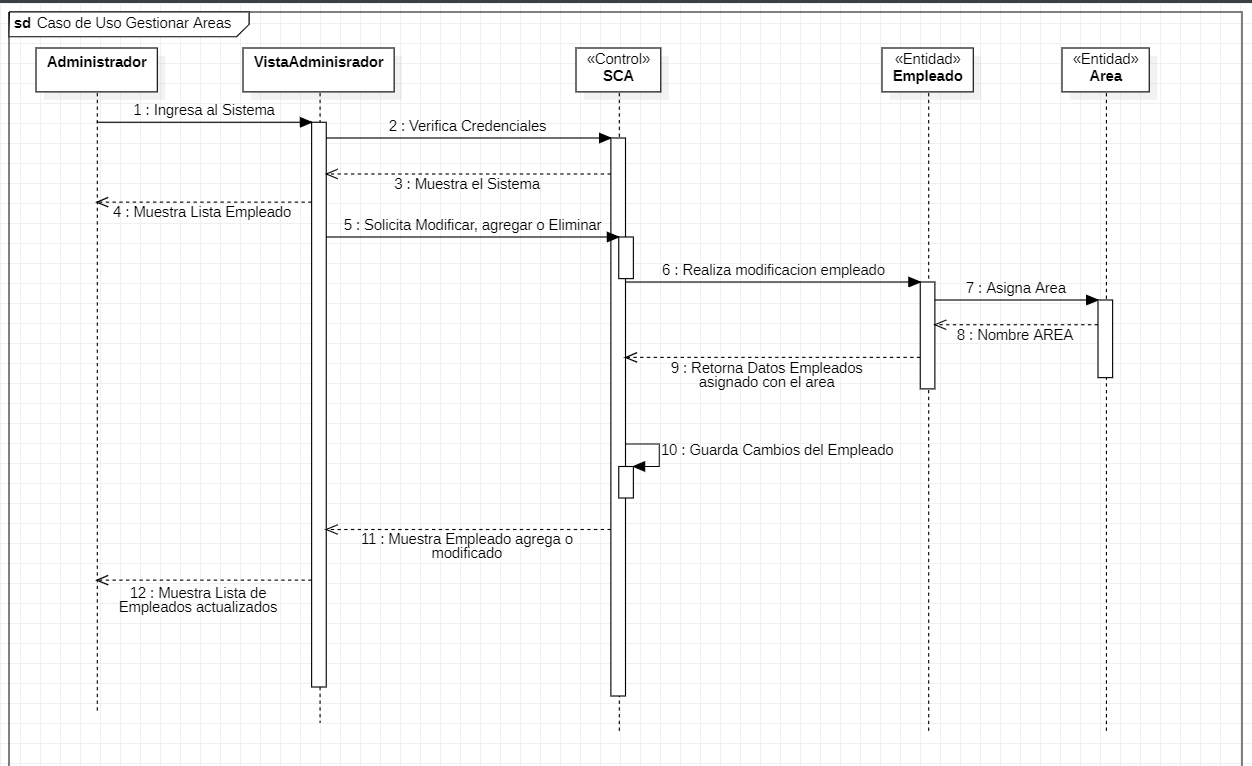 sd Caso de Uso Gestionar Areas
Administrador
VistaAdminisrador
«Control»
SCA
«Entidad»
Empleado
«Entidad»
Area
1 : Ingresa al Sistema
2 : Verifica Credenciales
3 : Muestra el Sistema
4 : Muestra Lista Empleado
5 : Solicita Modificar, agregar o Eliminar
6 : Realiza modificacion empleado
7 : Asigna Area
8 : Nombre AREA
9 : Retorna Datos Empleados
asignado con el area
10 : Guarda Cambios del Empleado
11 : Muestra Empleado agrega o
modificado
12 : Muestra Lista de
Empleados actualizados